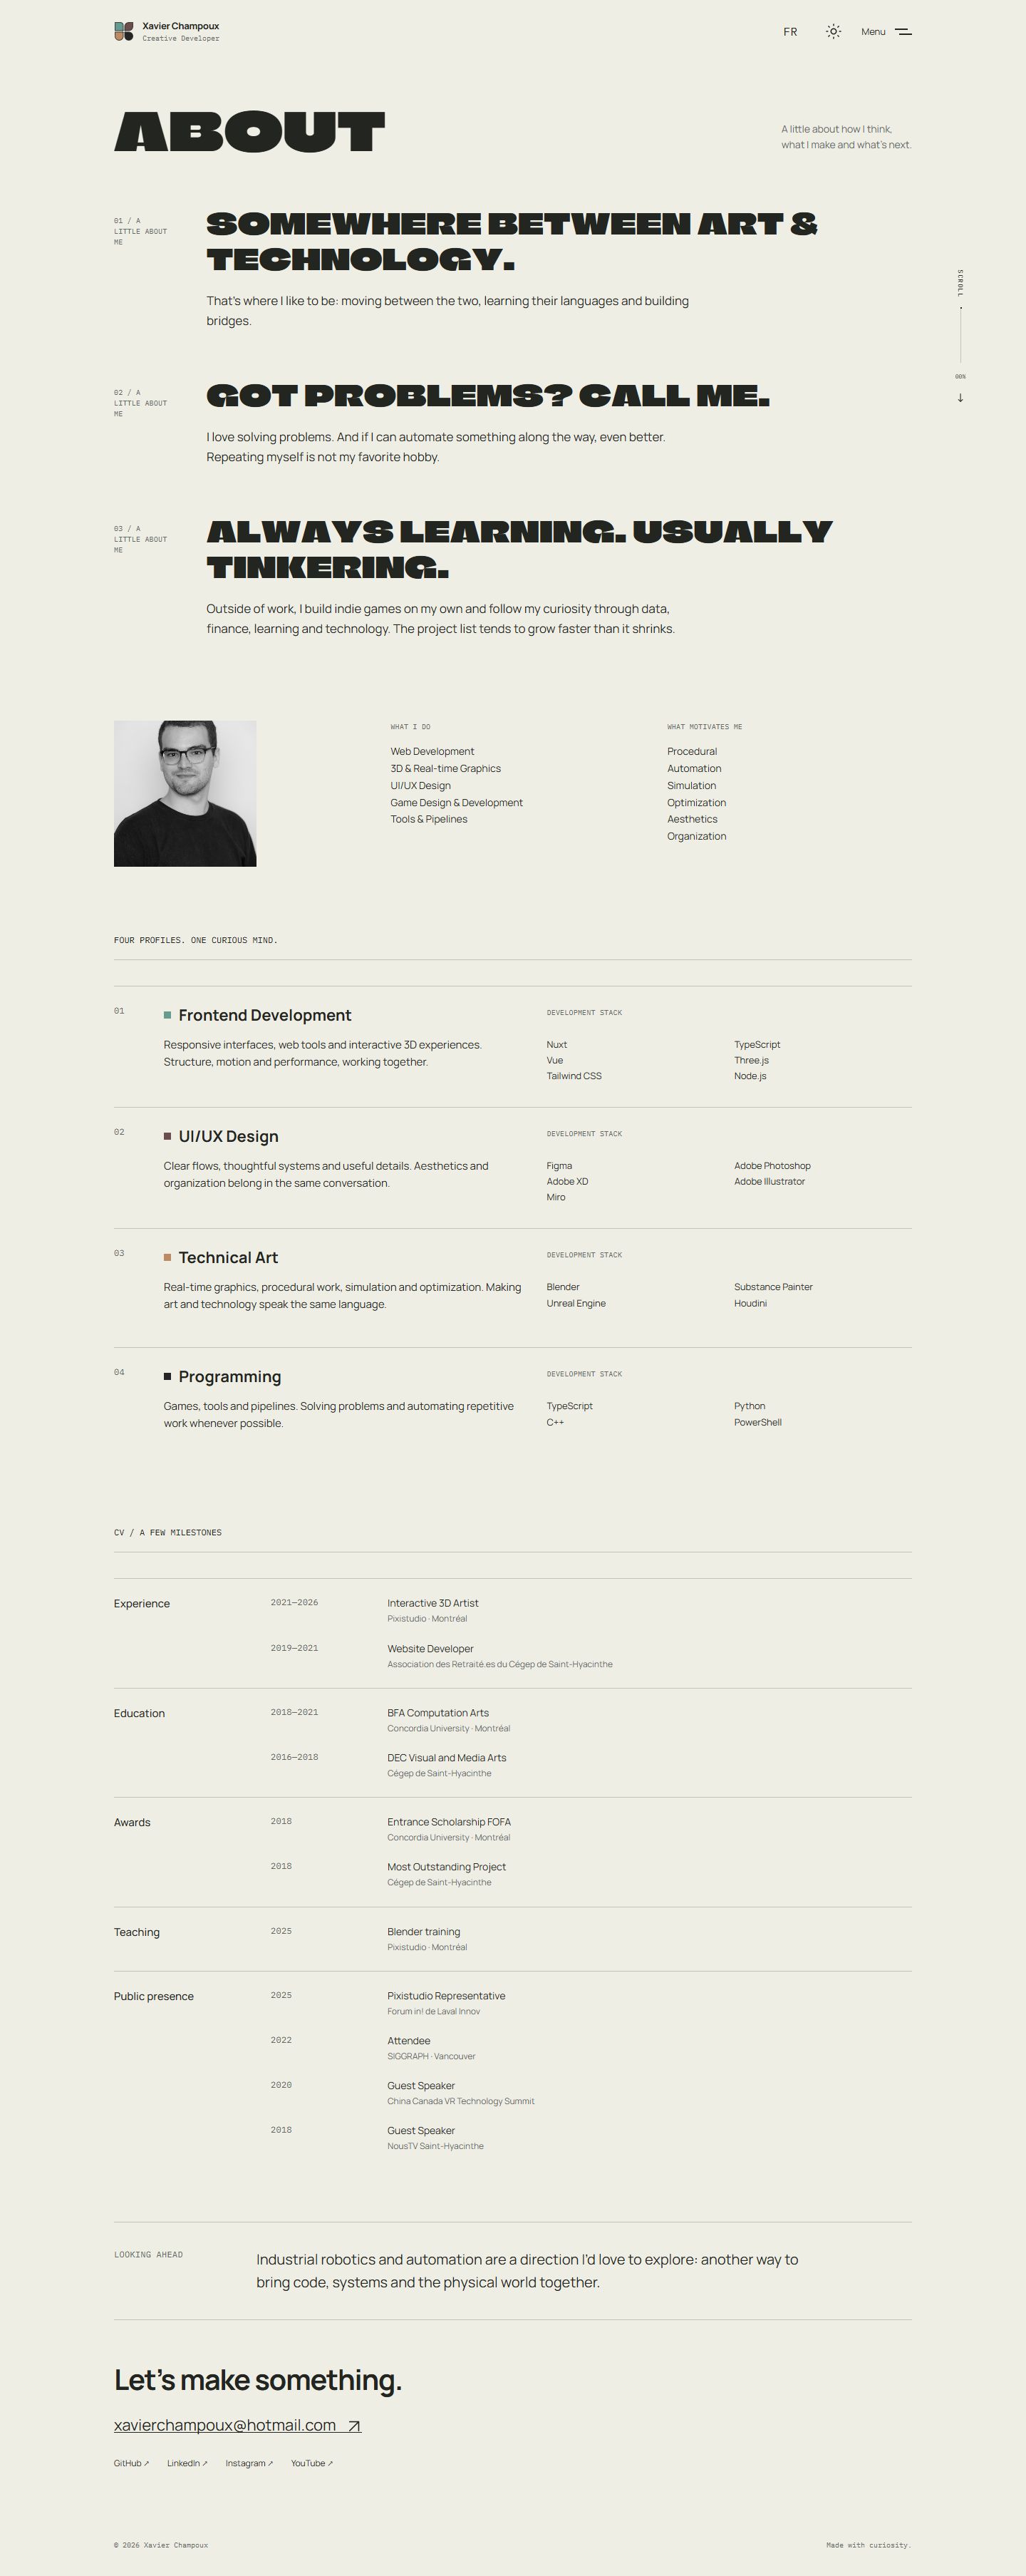 Xavier Champoux
Creative Developer
FR
Menu
ABOUT
A little about how I think,
what I make and what's next.
01 / A
LITTLE ABOUT
ME
SOMEWHERE BETWEEN ART &
TECHNOLOGY.
That's where I like to be: moving between the two, learning their languages and building
bridges.
SCROLL
00%
02 / A
LITTLE ABOUT
ME
GOT PROBLEMS? CALL ME.
I love solving problems. And if I can automate something along the way, even better.
Repeating myself is not my favorite hobby.
03 / A
LITTLE ABOUT
ME
ALWAYS LEARNING. USUALLY
TINKERING.
Outside of work, I build indie games on my own and follow my curiosity through data,
finance, learning and technology. The project list tends to grow faster than it shrinks.
WHAT I DO
Web Development
3D & Real-time Graphics
UI/UX Design
Game Design & Development
Tools & Pipelines
WHAT MOTIVATES ME
Procedural
Automation
Simulation
Optimization
Aesthetics
Organization
FOUR PROFILES. ONE CURIOUS MIND.
01
Frontend Development
Responsive interfaces, web tools and interactive 3D experiences.
Structure, motion and performance, working together.
DEVELOPMENT STACK
Nuxt
Vue
Tailwind CSS
TypeScript
Three.js
Node.js
02
UI/UX Design
Clear flows, thoughtful systems and useful details. Aesthetics and
organization belong in the same conversation.
DEVELOPMENT STACK
Figma
Adobe XD
Miro
Adobe Photoshop
Adobe Illustrator
03
Technical Art
Real-time graphics, procedural work, simulation and optimization. Making
art and technology speak the same language.
DEVELOPMENT STACK
Blender
Unreal Engine
Substance Painter
Houdini
04
Programming
Games, tools and pipelines. Solving problems and automating repetitive
work whenever possible.
DEVELOPMENT STACK
TypeScript
C++
Python
PowerShell
CV / A FEW MILESTONES
Experience
2021—2026
Interactive 3D Artist
Pixistudio · Montréal
2019—2021
Website Developer
Association des Retraité.es du Cégep de Saint-Hyacinthe
Education
2018—2021
BFA Computation Arts
Concordia University · Montréal
2016—2018
DEC Visual and Media Arts
Cégep de Saint-Hyacinthe
Awards
2018
Entrance Scholarship FOFA
Concordia University · Montréal
2018
Most Outstanding Project
Cégep de Saint-Hyacinthe
Teaching
2025
Blender training
Pixistudio · Montréal
Public presence
2025
Pixistudio Representative
Forum in! de Laval Innov
2022
Attendee
SIGGRAPH · Vancouver
2020
Guest Speaker
China Canada VR Technology Summit
2018
Guest Speaker
NousTV Saint-Hyacinthe
LOOKING AHEAD
Industrial robotics and automation are a direction I'd love to explore: another way to
bring code, systems and the physical world together.
Let's make something.
xavierchampoux@hotmail.com
GitHub ↗
LinkedIn ↗
Instagram ↗
YouTube ↗
© 2026 Xavier Champoux
Made with curiosity.